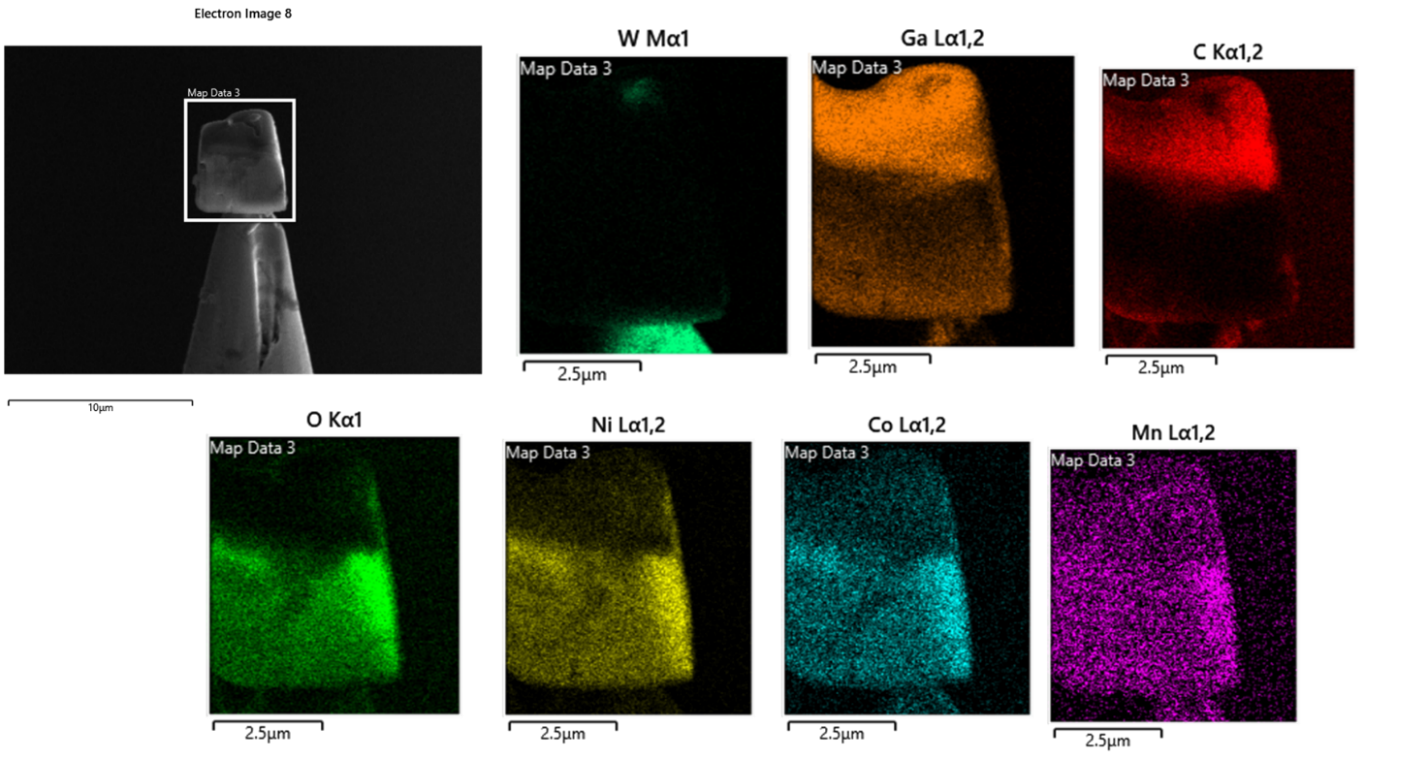 Electron Image 8
Map Data 3
10μm
W Mα1
Map Data 3
2.5μm
Ga Lα1,2
Map Data 3
2.5μm
C Kα1,2
Map Data 3
2.5μm
O Kα1
Map Data 3
2.5μm
Ni Lα1,2
Map Data 3
2.5μm
Co Lα1,2
Map Data 3
2.5μm
Mn Lα1,2
Map Data 3
2.5μm